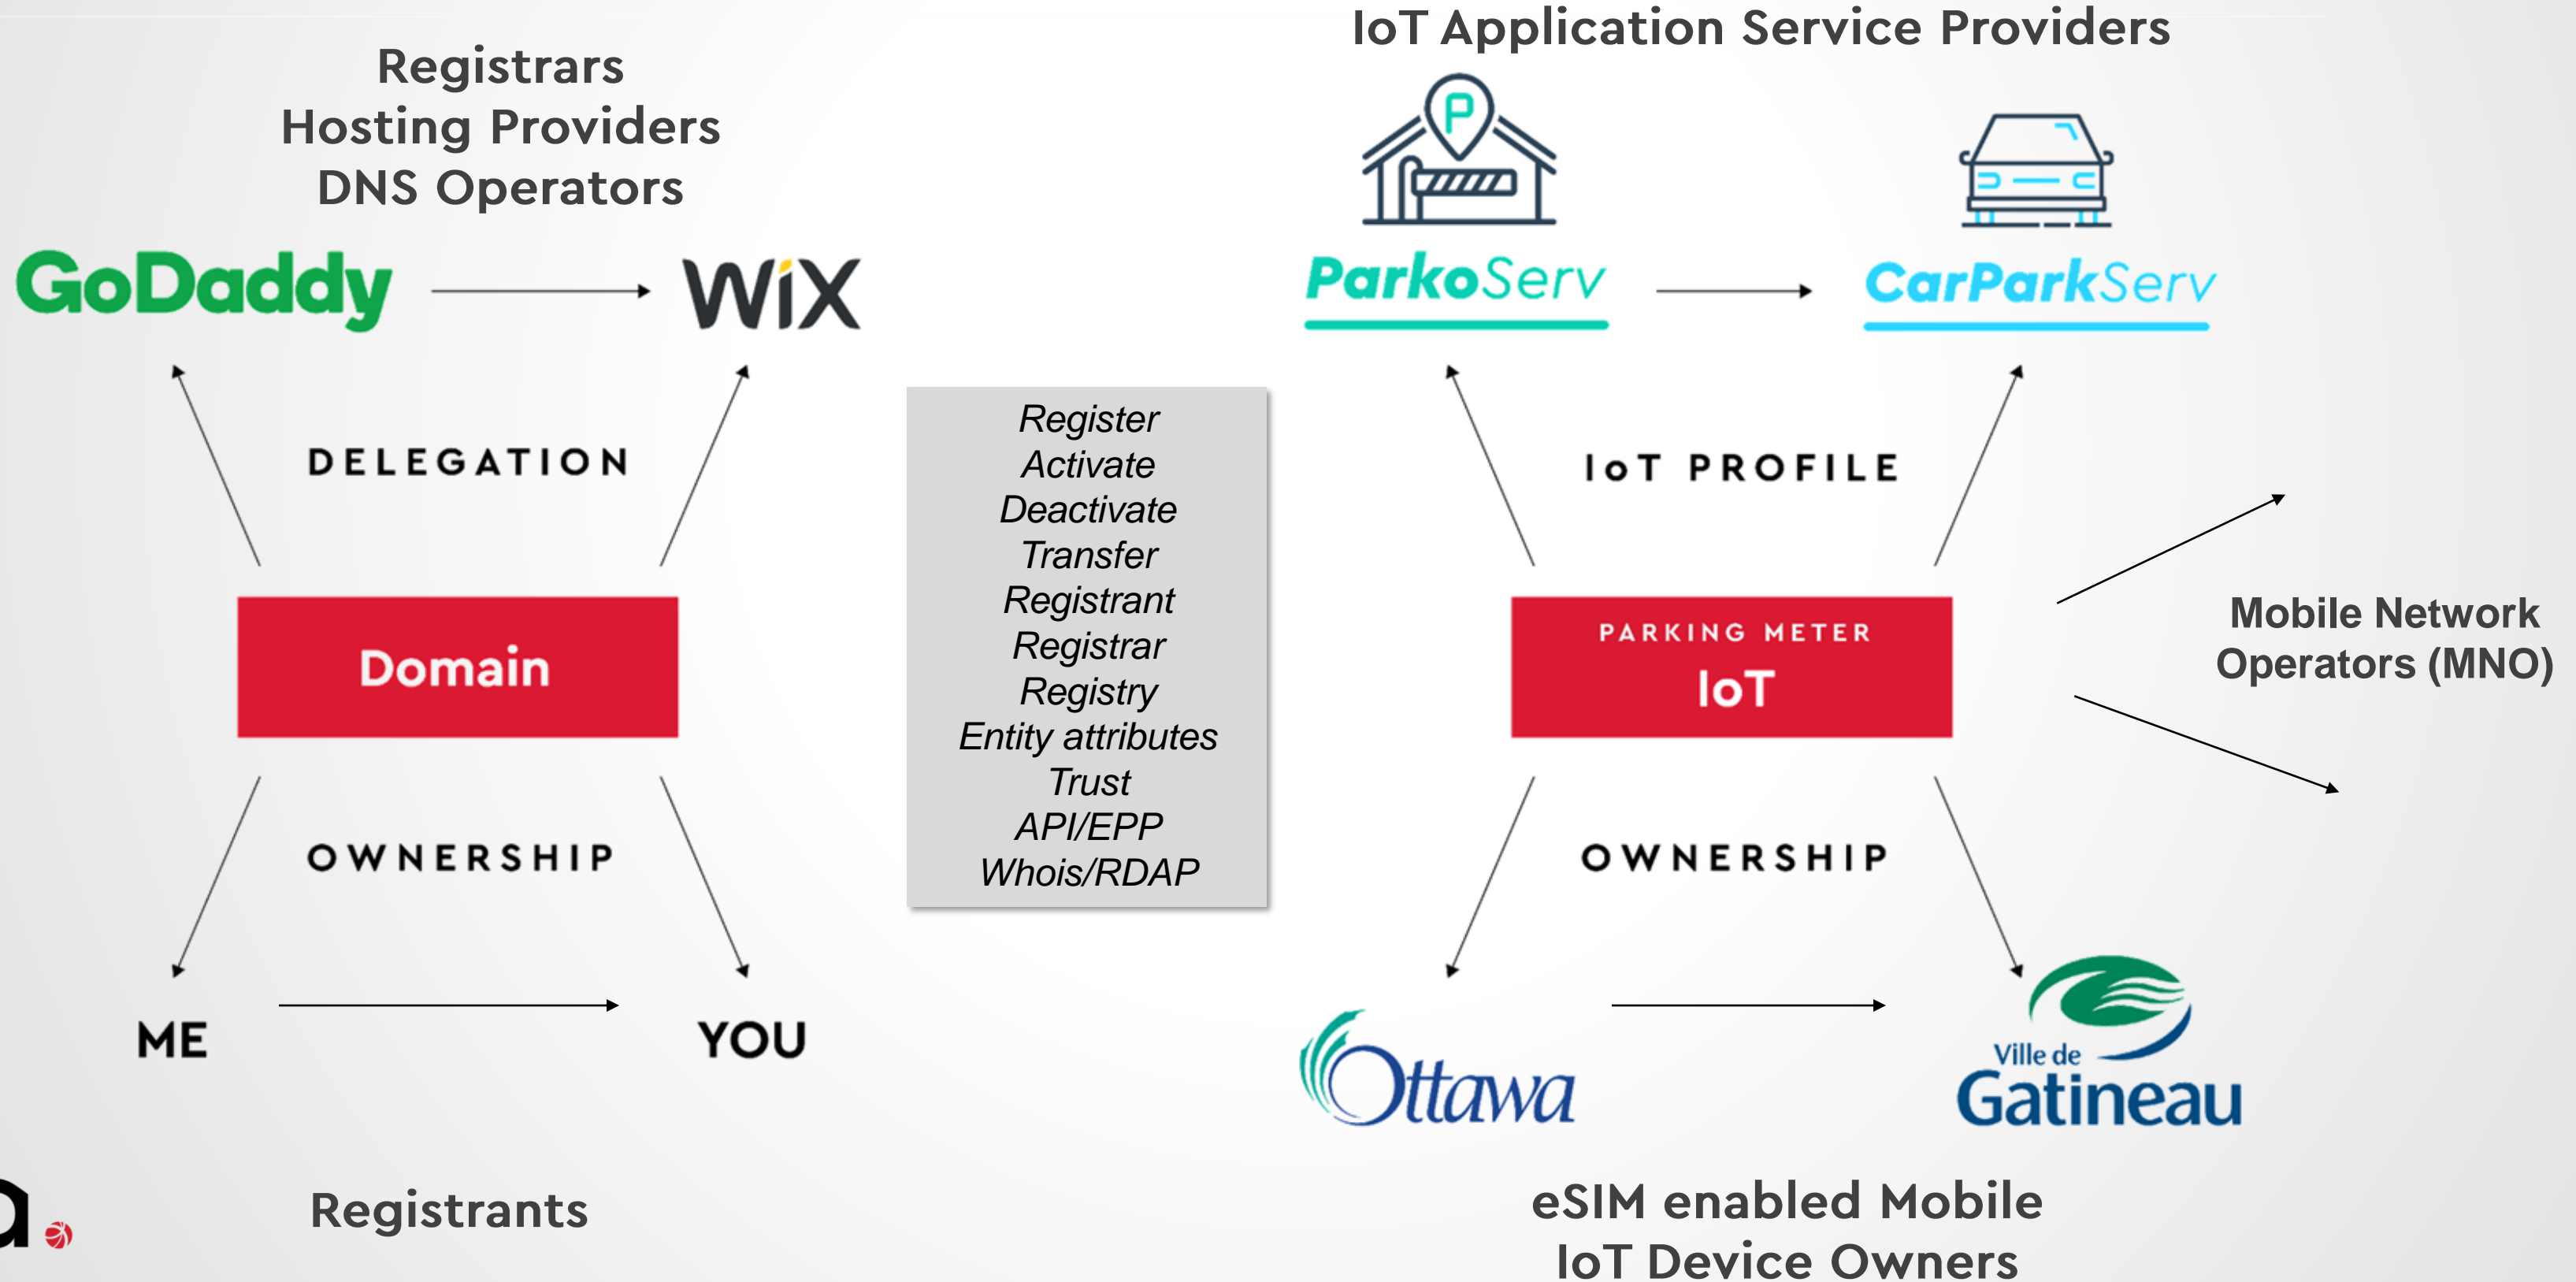 Registrars
Hosting Providers
DNS Operators
GoDaddy
WiX
DELEGATION
Domain
OWNERSHIP
ME
YOU
Registrants
a.
Register
Activate
Deactivate
Transfer
Registrant
Registrar
Registry
Entity attributes
Trust
API/EPP
Whois/RDAP
IoT Application Service Providers
P
ParkoServ
CarParkServ
IoT PROFILE
PARKING METER
IoT
Mobile Network
Operators (MNO)
OWNERSHIP
Ottawa
Ville de
Gatineau
eSIM enabled Mobile
IoT Device Owners